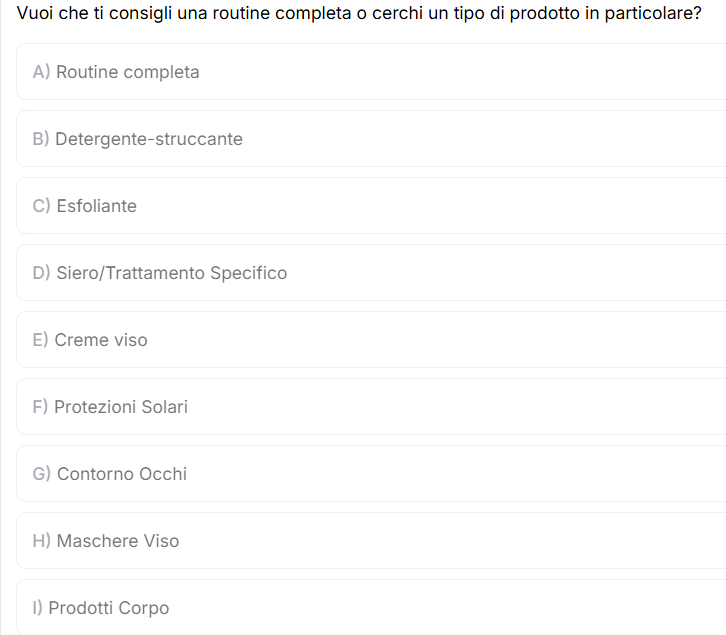 Vuoi che ti consigli una routine completa o cerchi un tipo di prodotto in particolare?
A) Routine completa
B) Detergente-struccante
C) Esfoliante
D) Siero/Trattamento Specifico
E) Creme viso
F) Protezioni Solari
G) Contorno Occhi
H) Maschere Viso
I) Prodotti Corpo